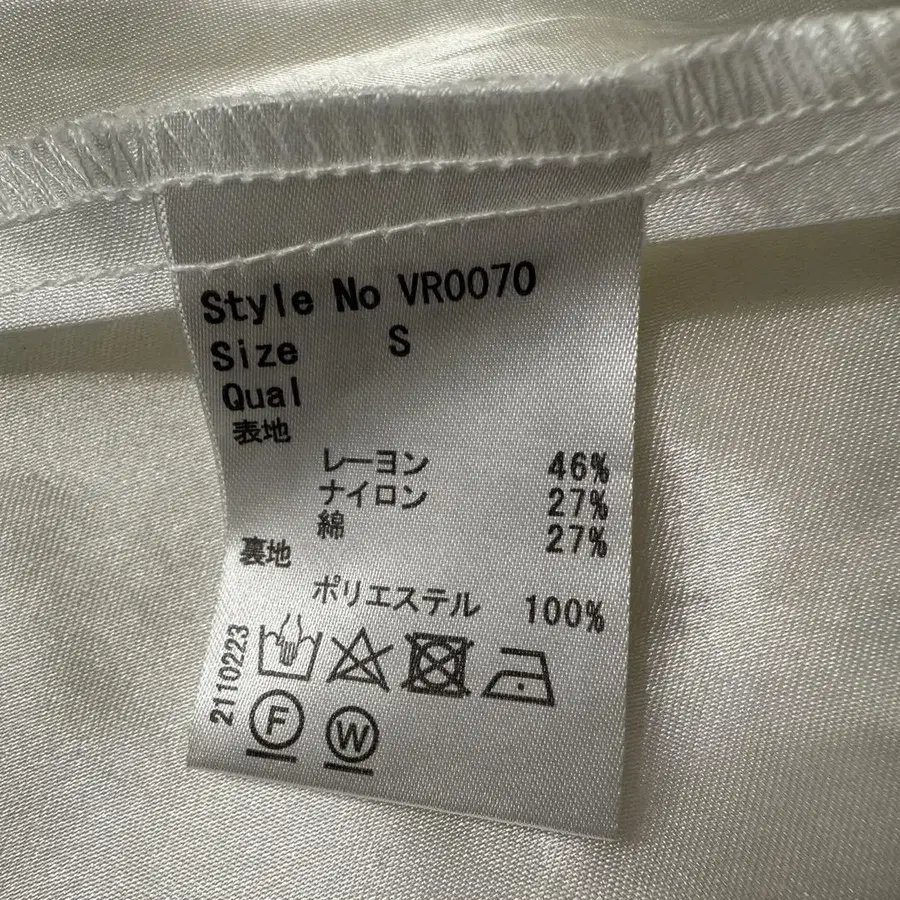 Style No VR0070
Size S
Qual
表地
レーヨン 46%
ナイロン 27%
綿 27%
裏地
ポリエステル 100%
2110223
F W